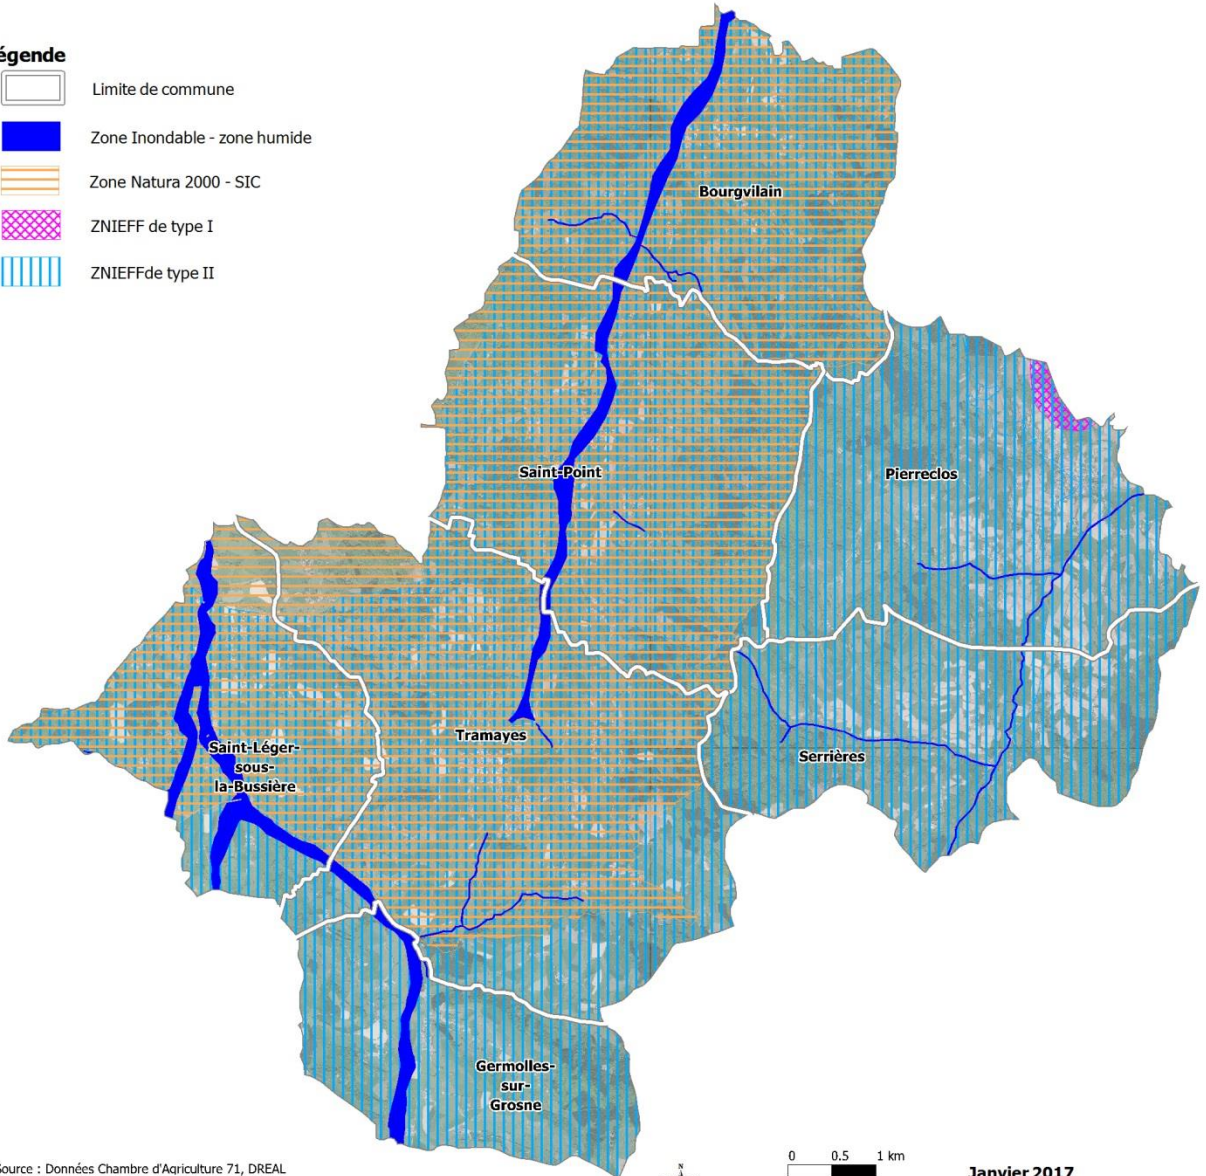 égende
Limite de commune
Zone Inondable - zone humide
Zone Natura 2000 - SIC
ZNIEFF de type I
ZNIEFFde type II
Bourgvilain
Saint-Point
Pierreclos
Tramayes
Serrières
Saint-Léger-
sous-
la-Bussière
Germolles-
sur-
Grosne
Source : Données Chambre d'Agriculture 71, DREAL
N
0 0.5 1 km
Janvier 2017